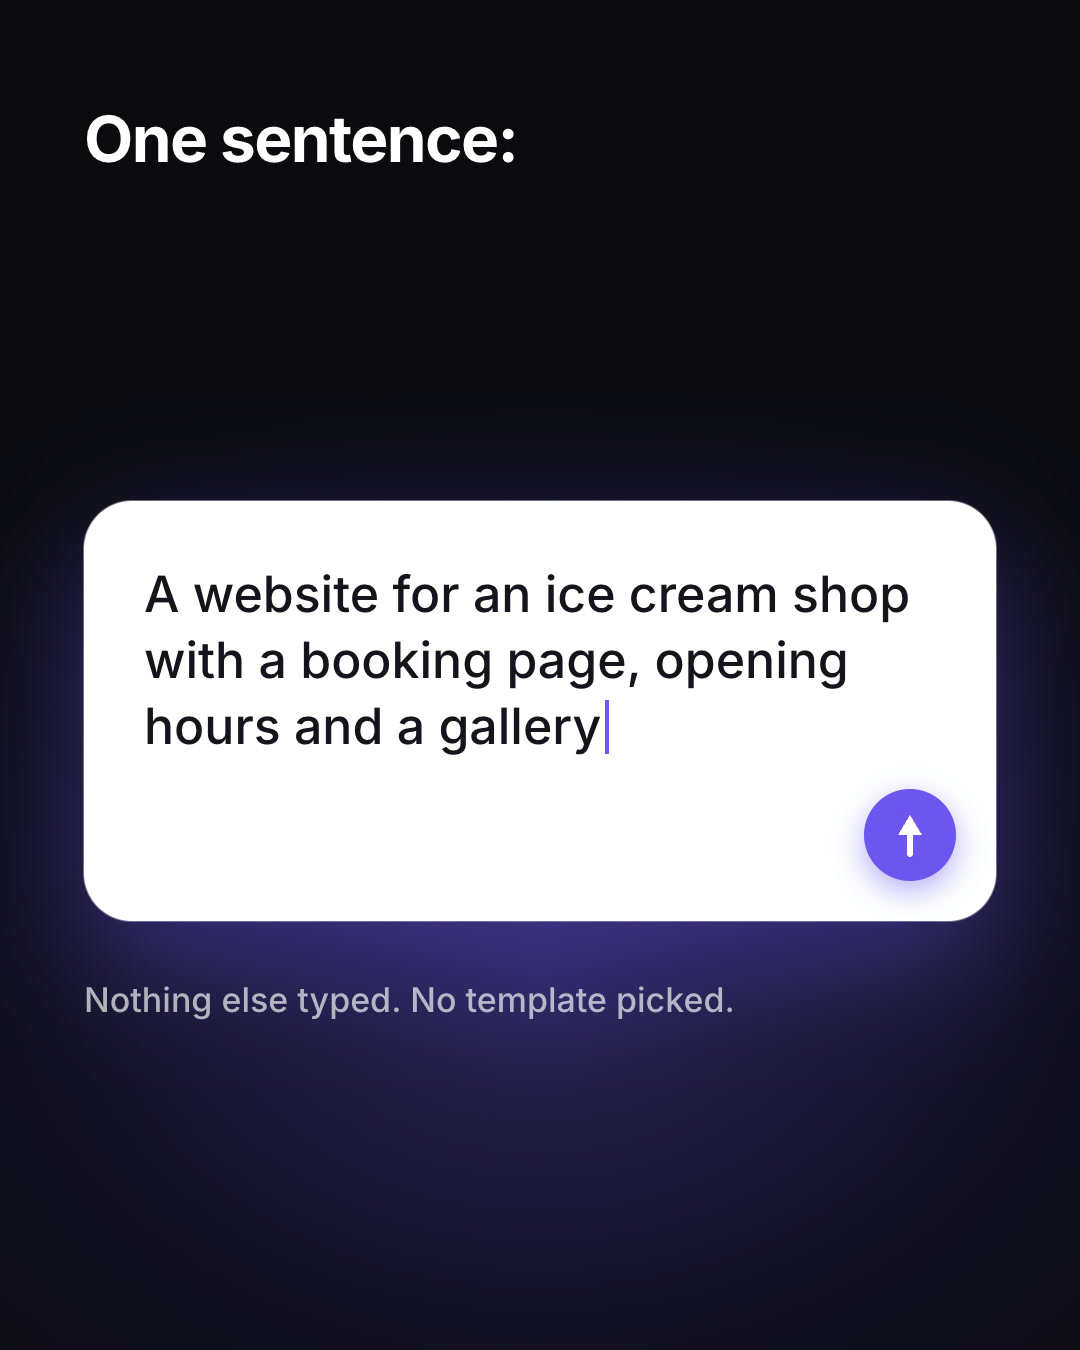 One sentence:
A website for an ice cream shop
with a booking page, opening
hours and a gallery
Nothing else typed. No template picked.